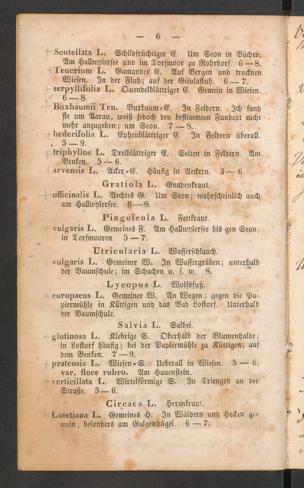 — 6 —
Scutellata L. Schildfrüchtiger E. Um Seon in Bächen.
Am Hallwylersee und im Torfmoor zu Rohrdorf. 6—8.
Teucrium L. Gamander E. Auf Bergen und trocknen
Wiesen. In der Fluh; auf der Gisulafluh. 6—7.
serpyllifolia L. Quendelblättriger E. Gemein in Wiesen.
6—8.
Buxbaumii Ten. Buxbaum=E. In Feldern. Ich fand
sie um Aarau, weiß jedoch den bestimmten Fundort nicht
mehr anzugeben; um Seon. 7—8.
hederifolia L. Epheublättriger E. In Feldern überall.
5—9.
triphyllos L. Dreiblättriger E. Selten in Feldern. Am
Benken. 5—6.
arvensis L. Acker=E. Häufig in Aeckern. 3—6.
Gratiola L. Gnadenkraut.
officinalis L. Aechtes G. Um Seon; wahrscheinlich auch
am Hallwylersee. 6—8.
Pinguicula L. Fettkraut.
vulgaris L. Gemeines F. Am Hallwylersee bis gen Seon;
in Torfmooren 5—7.
Utricularia L. Wasserschlauch.
vulgaris L. Gemeiner W. In Wassergräben; unterhalb
der Baumschule; im Schachen u. s. w. 8.
Lycopus L. Wolfsfuß.
europaeus L. Gemeiner W. An Wegen; gegen die Pa=
piermühle in Küttigen und das Bad Lostorf. Unterhalb
der Baumschule.
Salvia L. Salbei.
glutinosa L. Klebrige S. Oberhalb der Blumenhalde;
in Lostorf häufig; bei der Papiermühle zu Küttigen; auf
dem Benken. 7—9.
pratensis L. Wiesen=S. Ueberall in Wiesen. 5—6.
var. flore rubro. Am Hauenstein.
verticillata L. Würtelförmige S. In Triengen an der
Straße. 5—6.
Circaea L. Hexenkraut.
Lutetiana L. Gemeines H. In Wäldern und Hecken ge=
mein, besonders am Galgenhügel. 6—7.